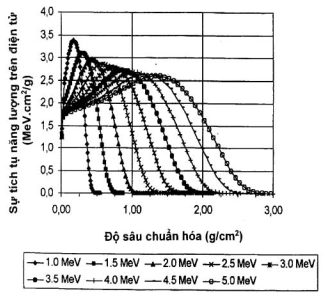 Sự tích tụ năng lượng trên điện tử
(MeV.cm²/g)
4,0
3,5
3,0
2,5
2,0
1,5
1,0
0,5
0,0
0,00 1,00 2,00 3,00
Độ sâu chuẩn hóa (g/cm²)
1.0 MeV 1.5 MeV 2.0 MeV 2.5 MeV 3.0 MeV
3.5 MeV 4.0 MeV 4.5 MeV 5.0 MeV